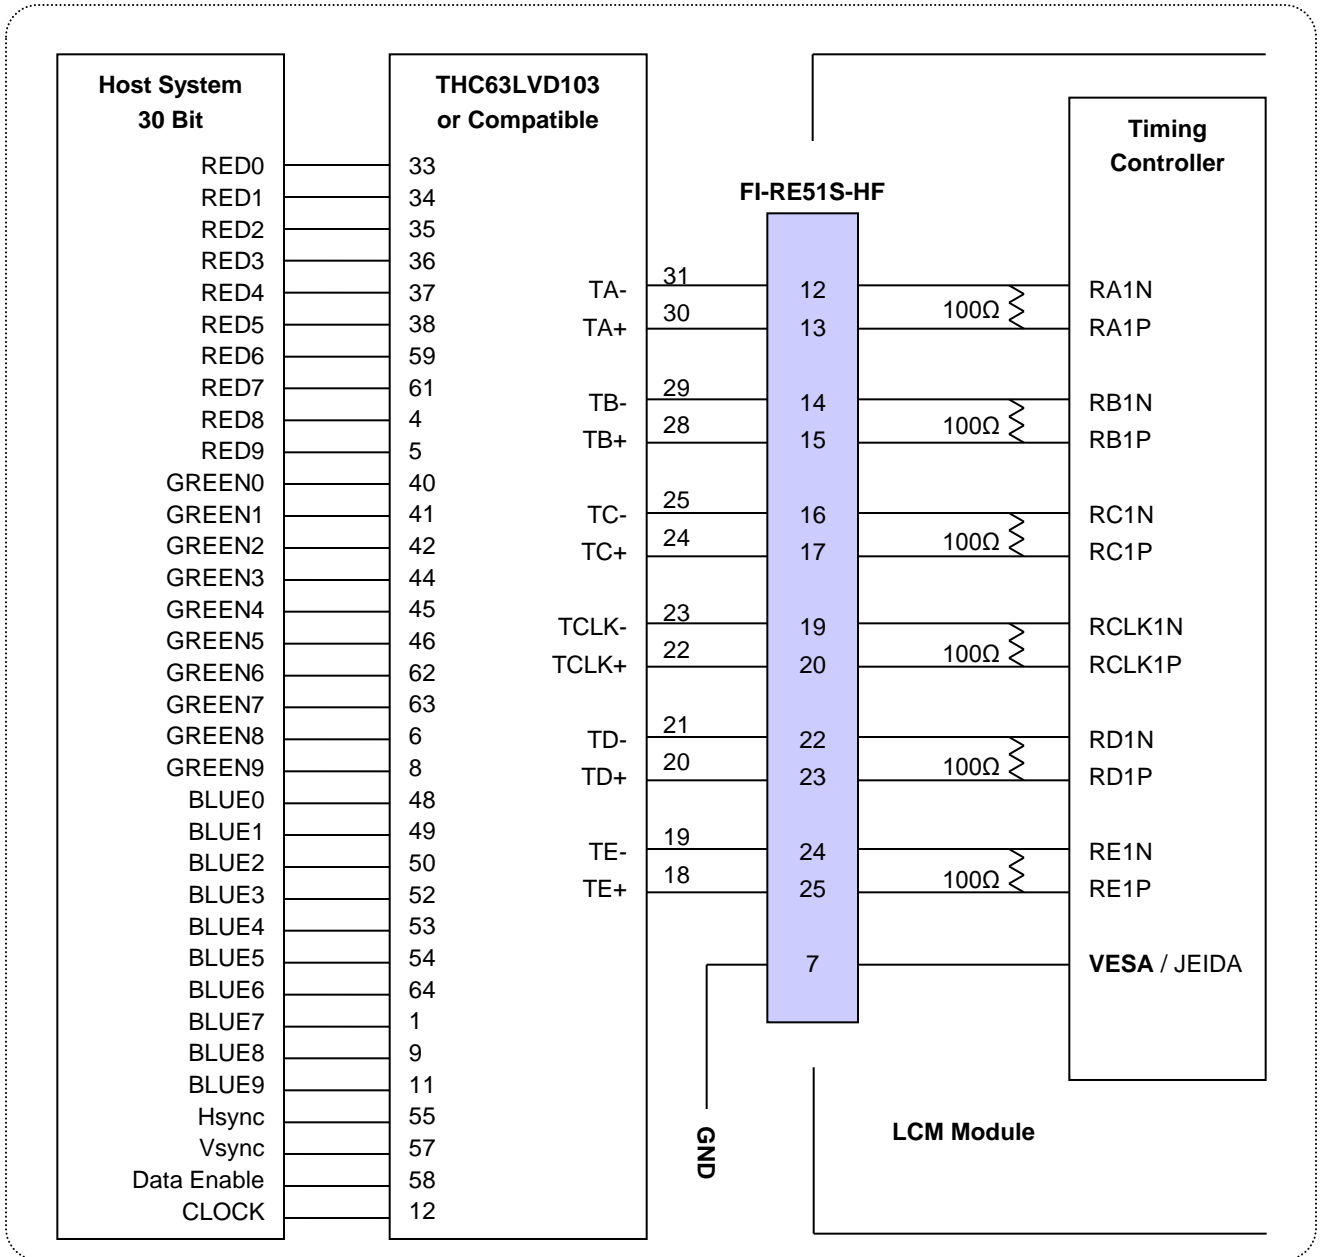 Host System
30 Bit
RED0
RED1
RED2
RED3
RED4
RED5
RED6
RED7
RED8
RED9
GREEN0
GREEN1
GREEN2
GREEN3
GREEN4
GREEN5
GREEN6
GREEN7
GREEN8
GREEN9
BLUE0
BLUE1
BLUE2
BLUE3
BLUE4
BLUE5
BLUE6
BLUE7
BLUE8
BLUE9
Hsync
Vsync
Data Enable
CLOCK
THC63LVD103
or Compatible
33
34
35
36
37
38
59
61
4
5
40
41
42
44
45
46
62
63
6
8
48
49
50
52
53
54
64
1
9
11
55
57
58
12
TA-
TA+
TB-
TB+
TC-
TC+
TCLK-
TCLK+
TD-
TD+
TE-
TE+
31
30
29
28
25
24
23
22
21
20
19
18
GND
FI-RE51S-HF
12
13
14
15
16
17
19
20
22
23
24
25
7
100Ω
100Ω
100Ω
100Ω
100Ω
100Ω
Timing
Controller
RA1N
RA1P
RB1N
RB1P
RC1N
RC1P
RCLK1N
RCLK1P
RD1N
RD1P
RE1N
RE1P
VESA / JEIDA
LCM Module